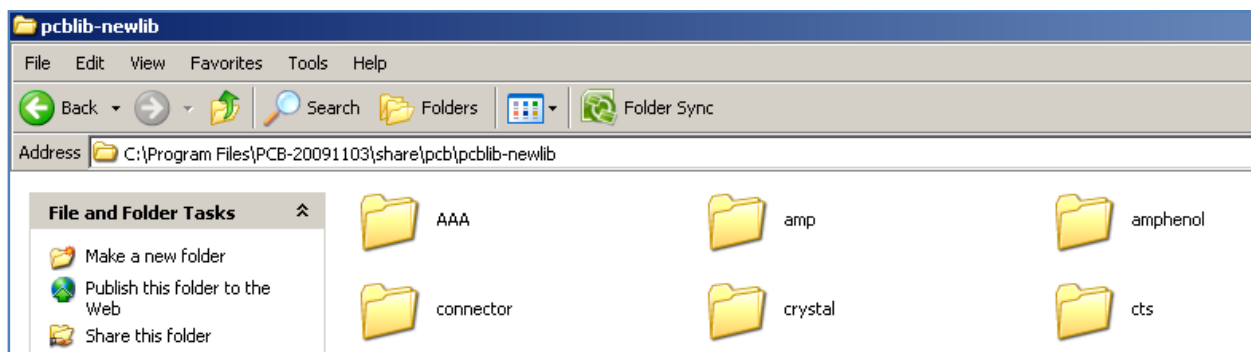 pcblib-newlib
File Edit View Favorites Tools Help
Back Search Folders Folder Sync
Address C:\Program Files\PCB-20091103\share\pcb\pcblib-newlib
File and Folder Tasks
Make a new folder
Publish this folder to the
Web
Share this folder
AAA amp amphenol
connector crystal cts